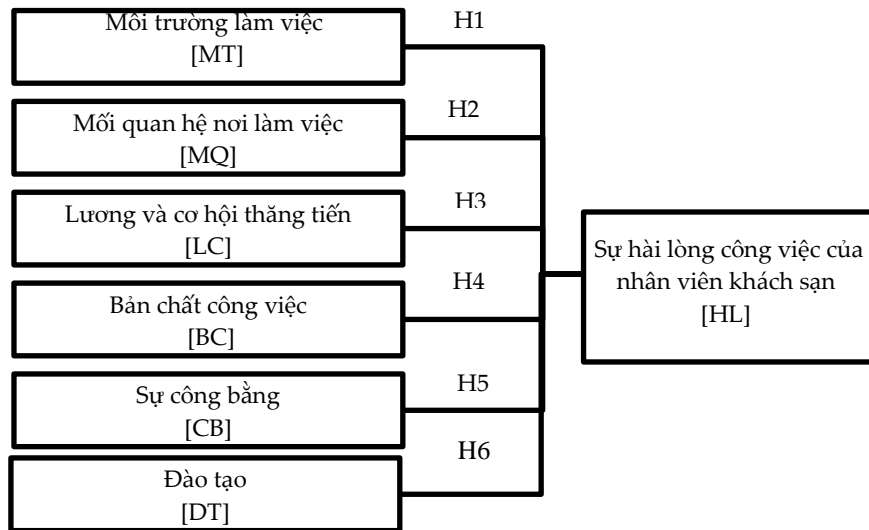 Môi trường làm việc
[MT]
H1
Mối quan hệ nơi làm việc
[MQ]
H2
Lương và cơ hội thăng tiến
[LC]
H3
Bản chất công việc
[BC]
H4
Sự công bằng
[CB]
H5
Đào tạo
[DT]
H6
Sự hài lòng công việc của
nhân viên khách sạn
[HL]